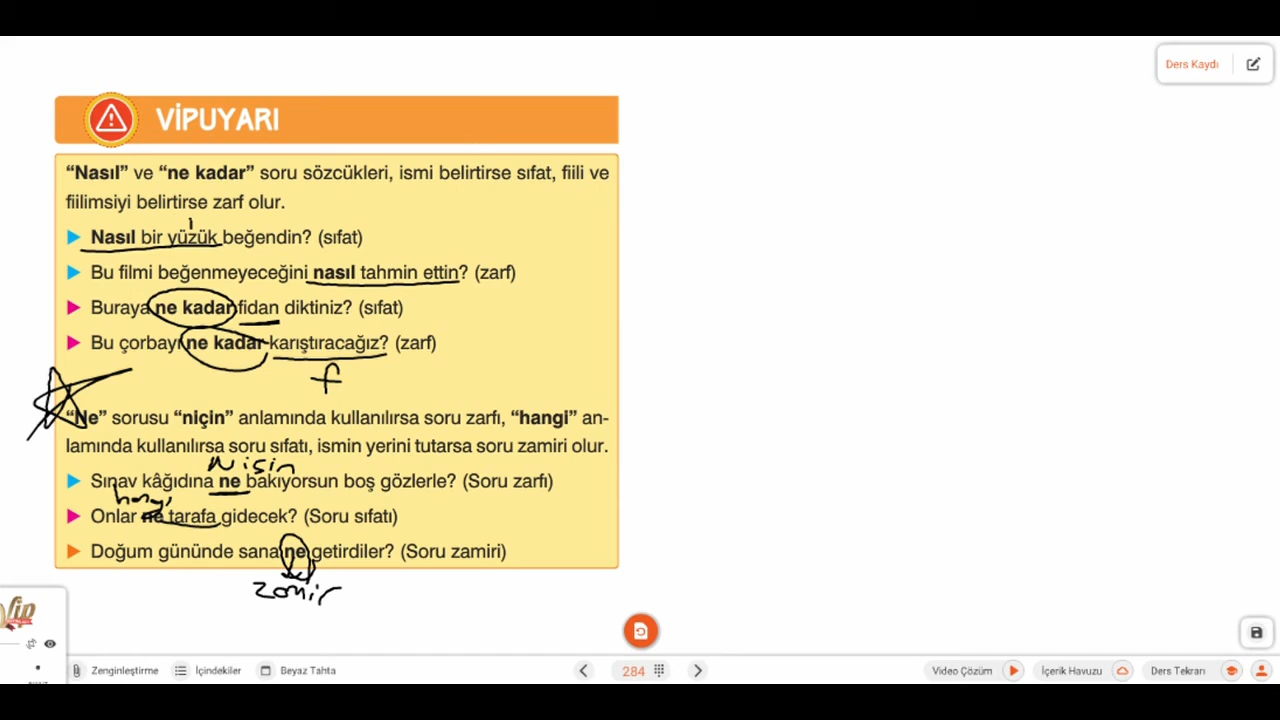 Ders Kaydı
VİPUYARI
“Nasıl” ve “ne kadar” soru sözcükleri, ismi belirtirse sıfat, fiili ve
fiilimsiyi belirtirse zarf olur.
i
Nasıl bir yüzük beğendin? (sıfat)
Bu filmi beğenmeyeceğini nasıl tahmin ettin? (zarf)
Buraya ne kadar fidan diktiniz? (sıfat)
Bu çorbayı ne kadar karıştıracağız? (zarf)
f
“Ne” sorusu “niçin” anlamında kullanılırsa soru zarfı, “hangi” an-
lamında kullanılırsa soru sıfatı, ismin yerini tutarsa soru zamiri olur.
Niçin
Sınav kâğıdına ne bakıyorsun boş gözlerle? (Soru zarfı)
hangi
Onlar ne tarafa gidecek? (Soru sıfatı)
Doğum gününde sana ne getirdiler? (Soru zamiri)
zamir
Vip
Zenginleştirme
İçindekiler
Beyaz Tahta
284
Video Çözüm
İçerik Havuzu
Ders Tekrarı